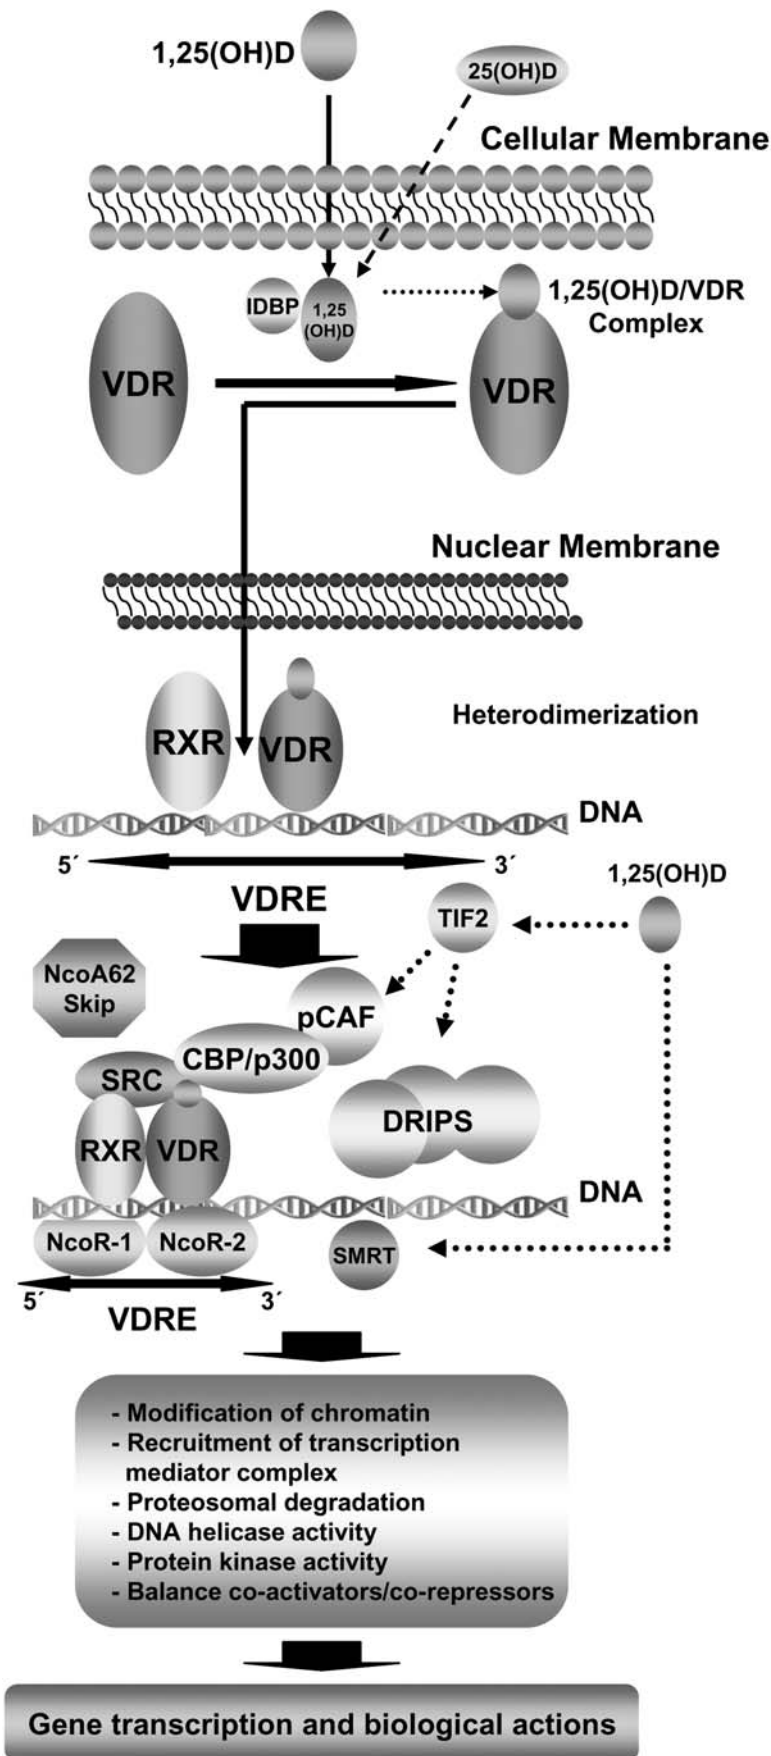 1,25(OH)D
25(OH)D
Cellular Membrane
IDBP
1,25
(OH)D
1,25(OH)D/VDR
Complex
VDR
VDR
Nuclear Membrane
RXR
VDR
Heterodimerization
DNA
5´
3´
VDRE
1,25(OH)D
TIF2
NcoA62
Skip
pCAF
CBP/p300
SRC
DRIPS
RXR
VDR
DNA
NcoR-1
NcoR-2
SMRT
5´
3´
VDRE
- Modification of chromatin
- Recruitment of transcription
mediator complex
- Proteosomal degradation
- DNA helicase activity
- Protein kinase activity
- Balance co-activators/co-repressors
Gene transcription and biological actions